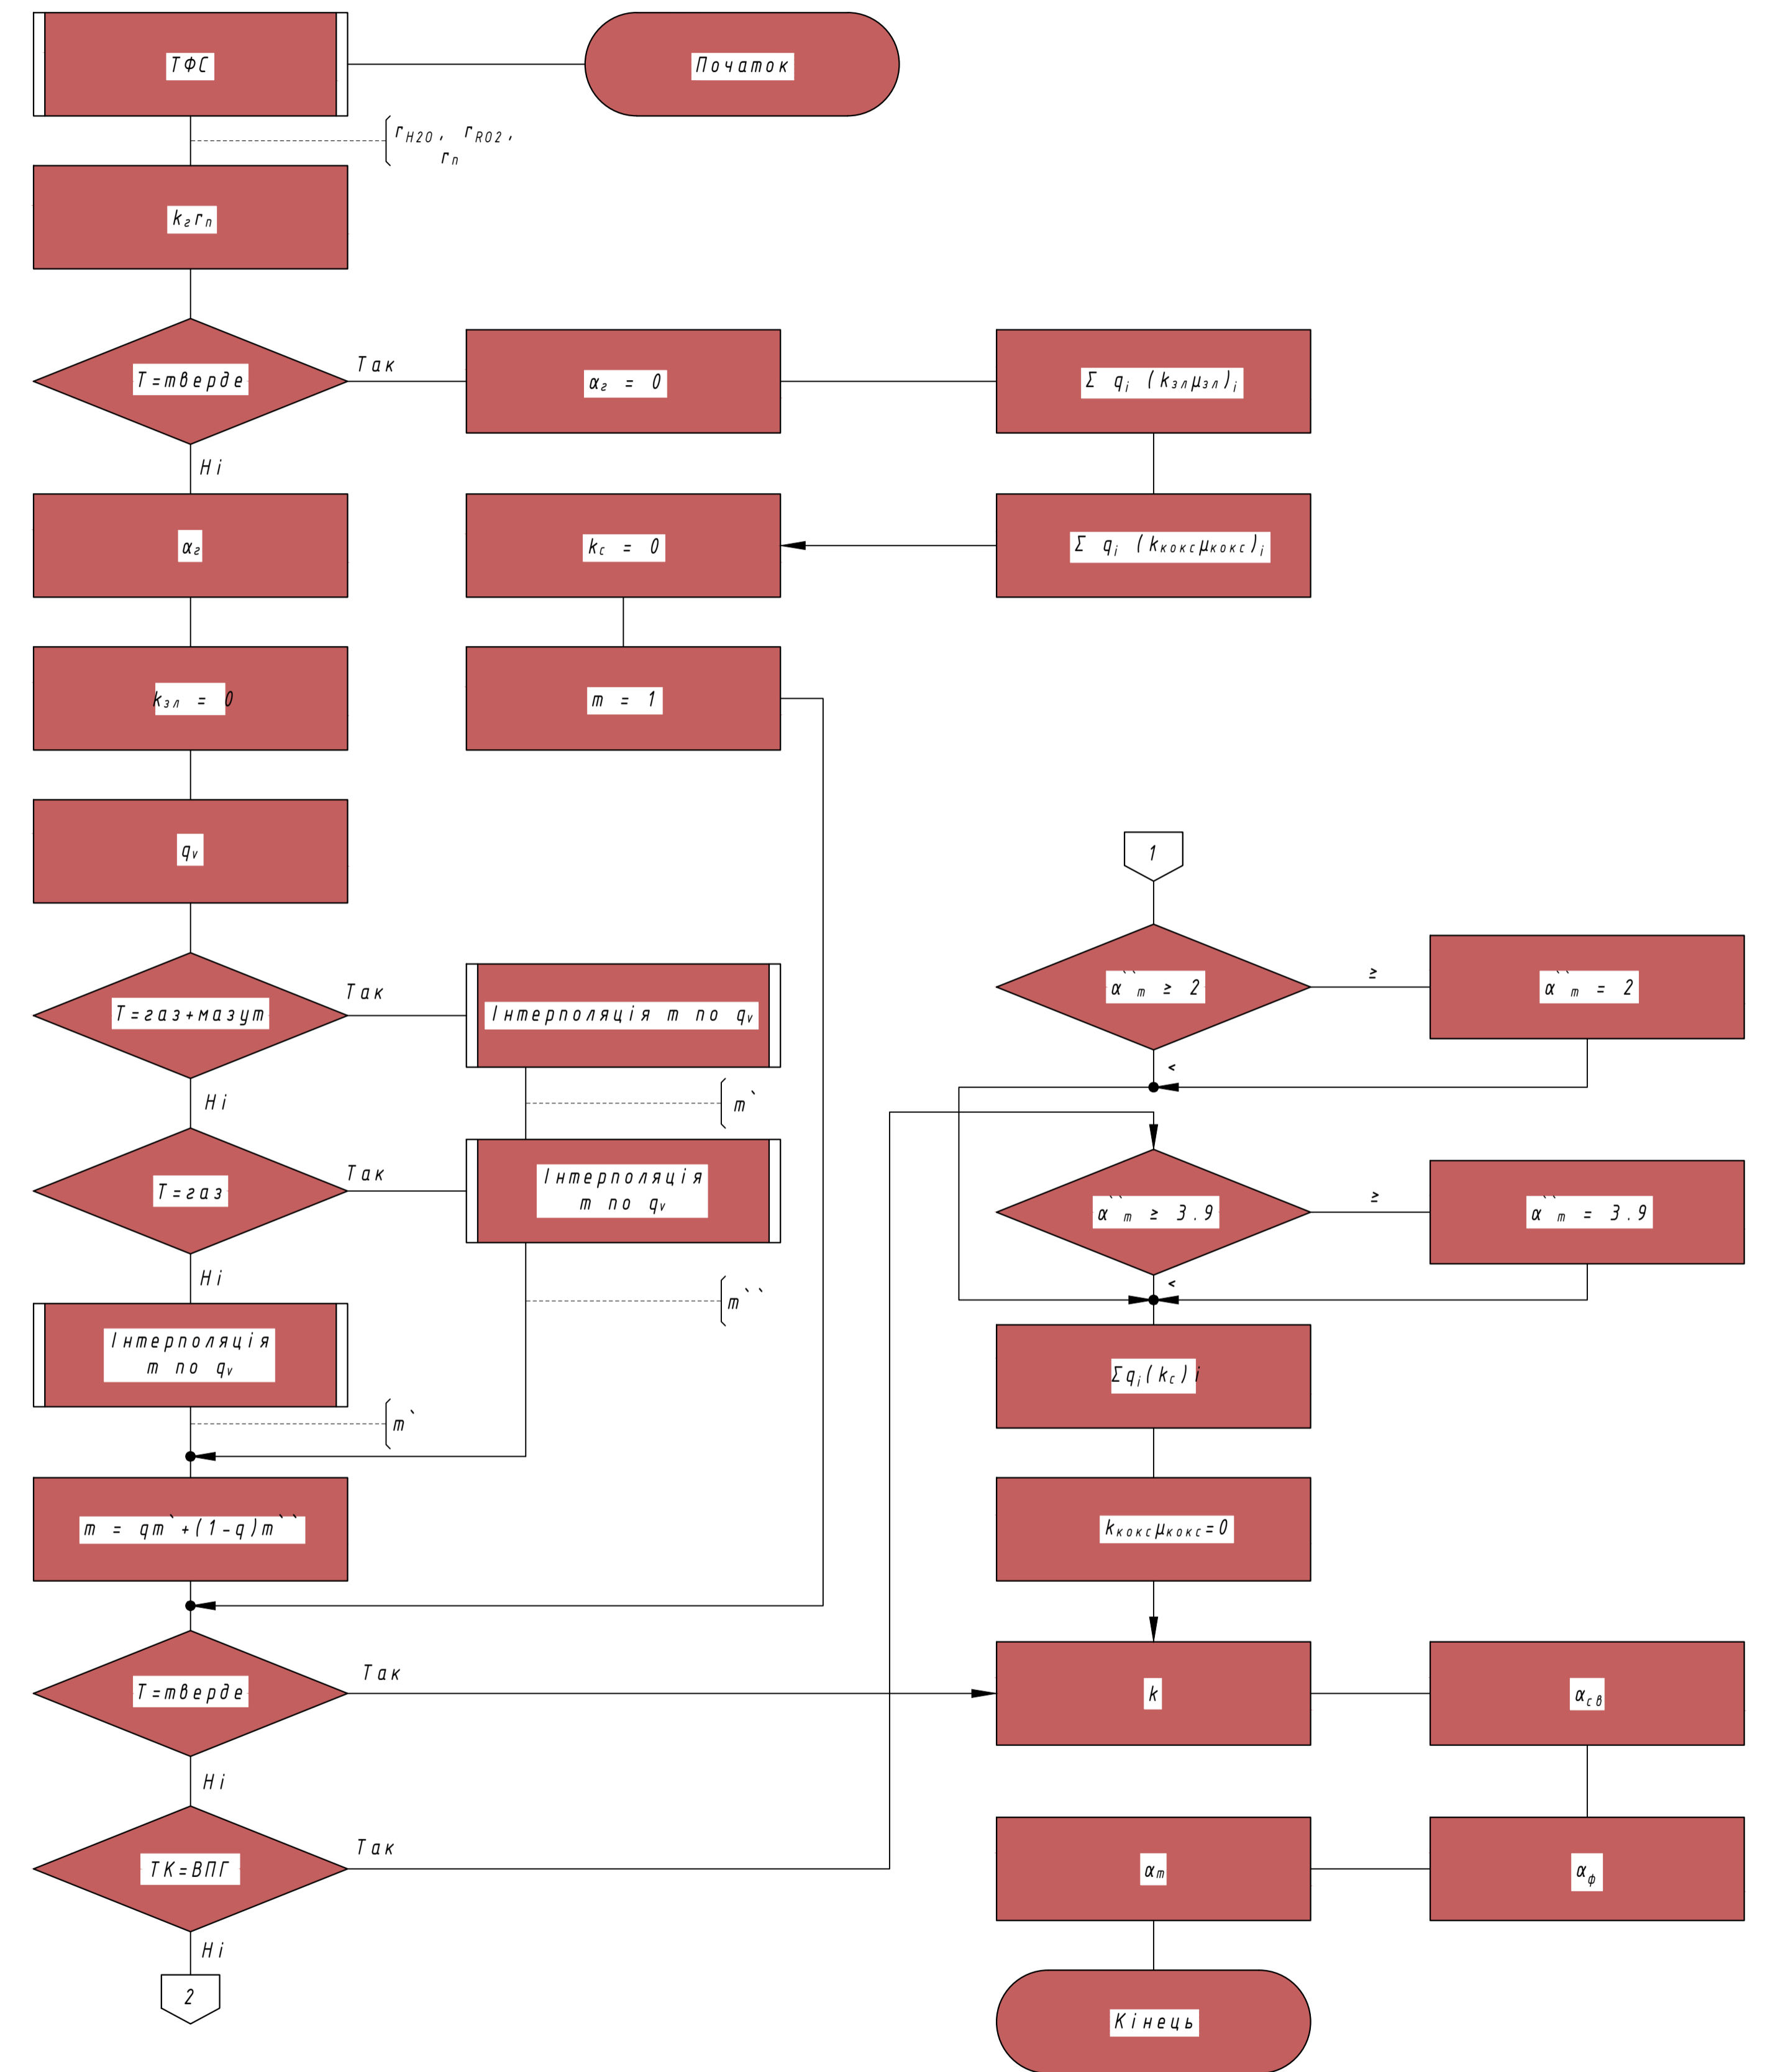 ТФС
Початок
rH2O, rRO2,
rп
kгrп
Т=тверде
Так
αг = 0
Σ qi (kзлμзл)i
Ні
αг
kс = 0
Σ qi (kкоксμкокс)i
kзл = 0
m = 1
qv
1
Т=газ+мазут
Так
Інтерполяція m по qv
α``m ≥ 2
≥
α``m = 2
<
Ні
m`
Т=газ
Так
Інтерполяція
m по qv
α``m ≥ 3.9
≥
α``m = 3.9
<
Ні
m``
Інтерполяція
m по qv
Σqi(kс)i
m`
m = qm`+(1-q)m``
kкоксμкокс=0
Т=тверде
Так
k
αсв
Ні
ТК=ВПГ
Так
αm
αф
Ні
2
Кінець